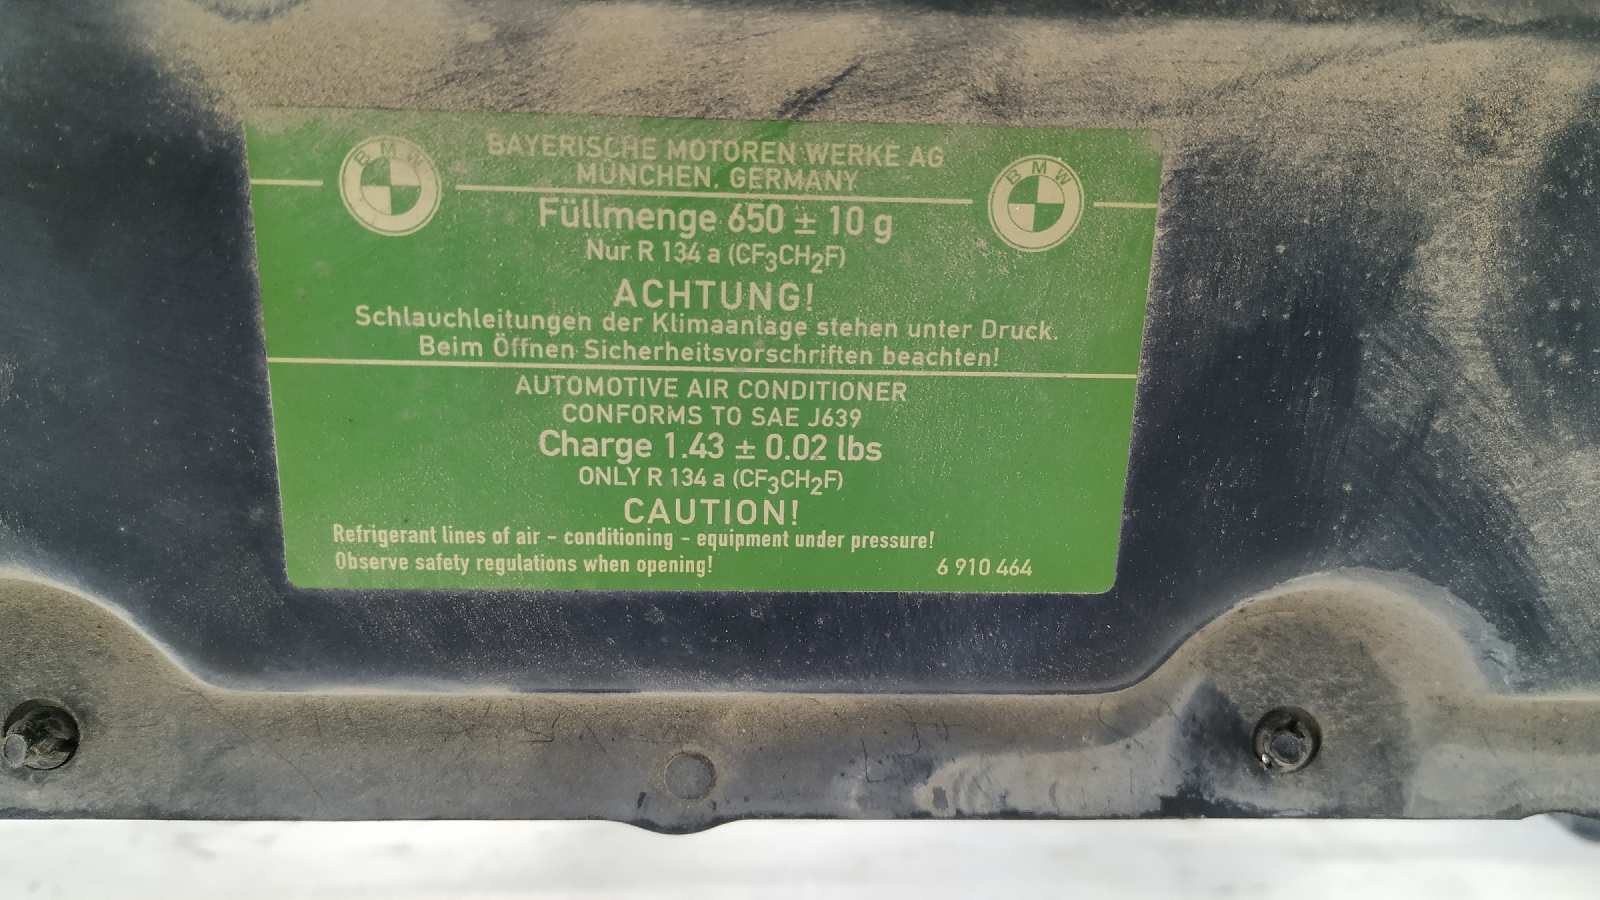 BMW
BAYERISCHE MOTOREN WERKE AG
MÜNCHEN, GERMANY
BMW
Füllmenge 650 ± 10 g
Nur R 134 a (CF₃CH₂F)
ACHTUNG!
Schlauchleitungen der Klimaanlage stehen unter Druck.
Beim Öffnen Sicherheitsvorschriften beachten!
AUTOMOTIVE AIR CONDITIONER
CONFORMS TO SAE J639
Charge 1.43 ± 0.02 lbs
ONLY R 134 a (CF₃CH₂F)
CAUTION!
Refrigerant lines of air - conditioning - equipment under pressure!
Observe safety regulations when opening!
6 910 464